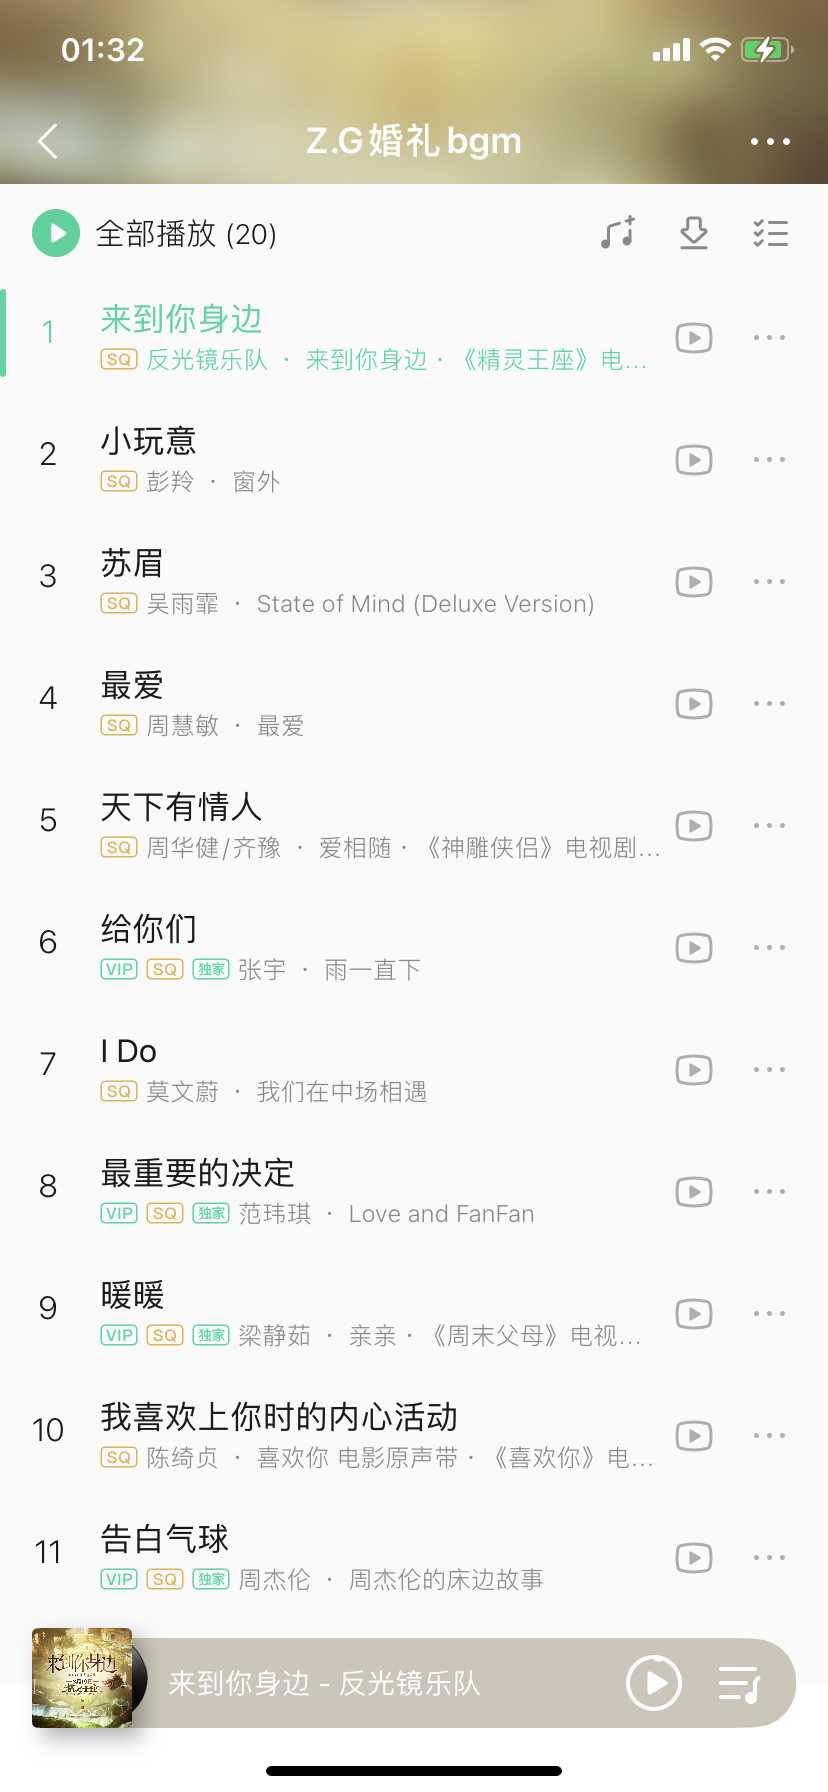 01:32
Z.G婚礼bgm
全部播放 (20)
1
来到你身边
SQ 反光镜乐队 · 来到你身边 · 《精灵王座》电...
2
小玩意
SQ 彭羚 · 窗外
3
苏眉
SQ 吴雨霏 · State of Mind (Deluxe Version)
4
最爱
SQ 周慧敏 · 最爱
5
天下有情人
SQ 周华健/齐豫 · 爱相随 · 《神雕侠侣》电视剧...
6
给你们
VIP SQ 独家 张宇 · 雨一直下
7
I Do
SQ 莫文蔚 · 我们在中场相遇
8
最重要的决定
VIP SQ 独家 范玮琪 · Love and FanFan
9
暖暖
VIP SQ 独家 梁静茹 · 亲亲 · 《周末父母》电视...
10
我喜欢上你时的内心活动
SQ 陈绮贞 · 喜欢你 电影原声带 · 《喜欢你》电...
11
告白气球
VIP SQ 独家 周杰伦 · 周杰伦的床边故事
来到你身边
来到你身边 - 反光镜乐队